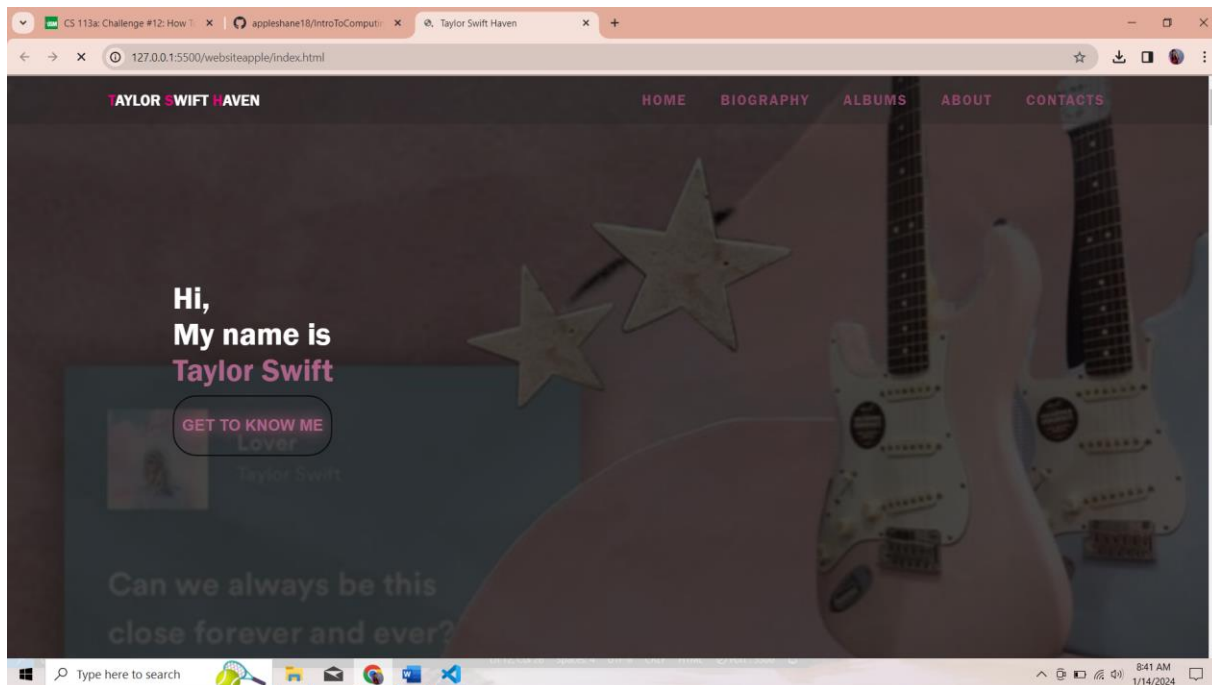 CS 113a: Challenge #12: How T
appleshane18/IntroToComputin
Taylor Swift Haven
127.0.0.1:5500/websiteapple/index.html
TAYLOR SWIFT HAVEN
HOME BIOGRAPHY ALBUMS ABOUT CONTACTS
Hi,
My name is
Taylor Swift
GET TO KNOW ME
Lover
Taylor Swift
Can we always be this
close forever and ever?
Type here to search
8:41 AM
1/14/2024